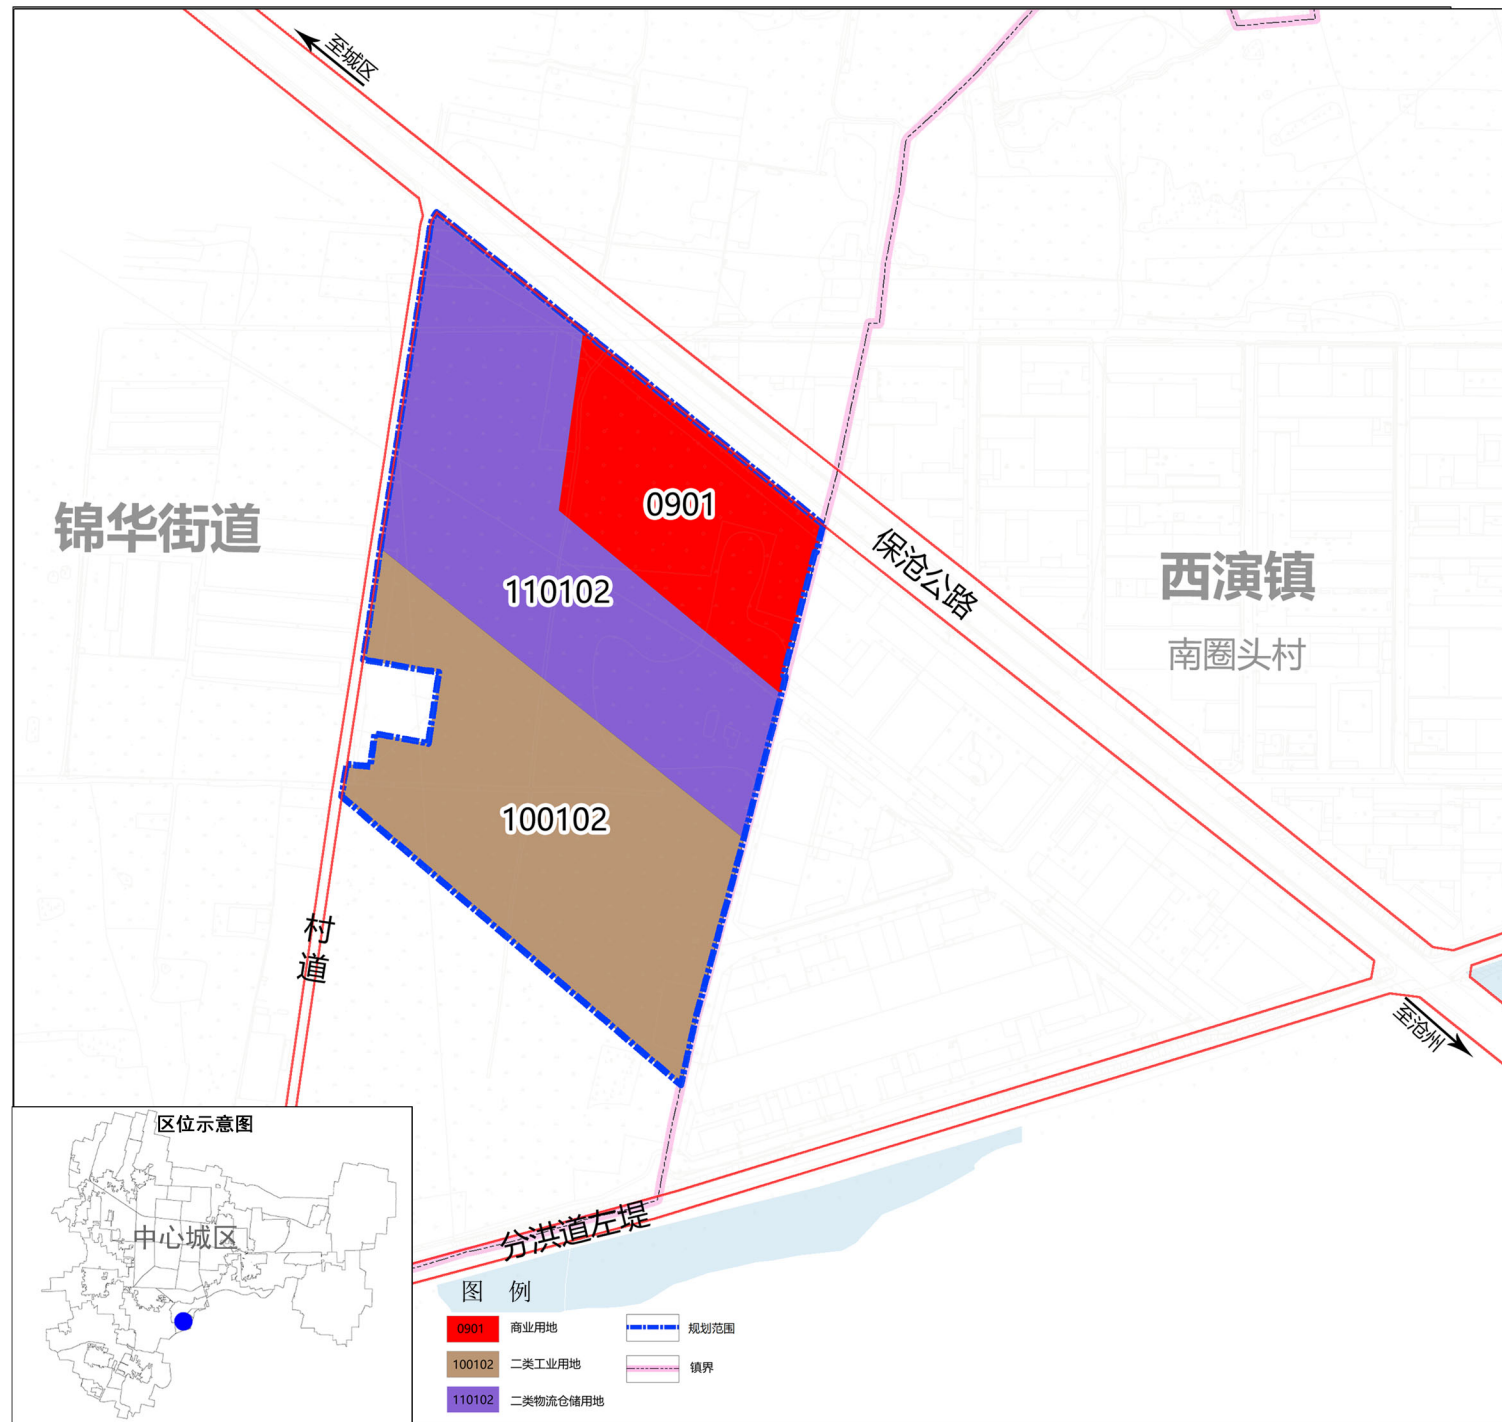 至城区
0901
锦华街道
保沧公路
西演镇
110102
南圈头村
100102
村道
至沧州
区位示意图
中心城区
分洪道左堤
图 例
0901 商业用地
规划范围
100102 二类工业用地
镇界
110102 二类物流仓储用地